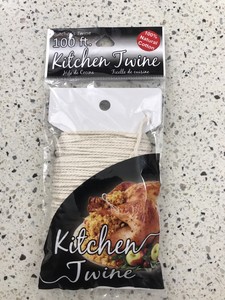 100 ft.
Kitchen Twine
Hilo de Cocina Ficelle de cuisine
100%
Natural
Cotton
Kitchen
Twine